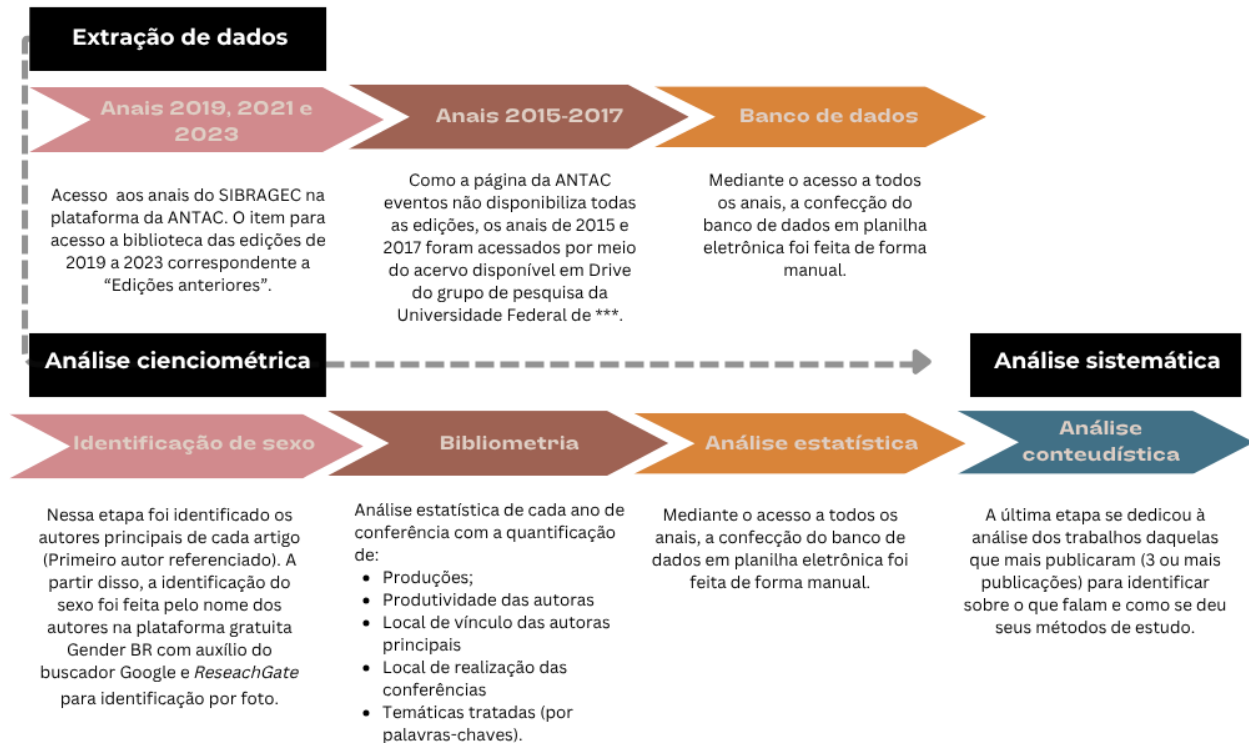 Extração de dados
Anais 2019, 2021 e
2023
Acesso  aos anais do SIBRAGEC na
plataforma da ANTAC. O item para
acesso a biblioteca das edições de
2019 a 2023 correspondente a
“Edições anteriores”.
Anais 2015-2017
Como a página da ANTAC
eventos não disponibiliza todas
as edições, os anais de 2015 e
2017 foram acessados por meio
do acervo disponível em Drive
do grupo de pesquisa da
Universidade Federal de ***.
Banco de dados
Mediante o acesso a todos
os anais, a confecção do
banco de dados em planilha
eletrônica foi feita de forma
manual.
Análise cienciométrica
Identificação de sexo
Nessa etapa foi identificado os
autores principais de cada artigo
(Primeiro autor referenciado). A
partir disso, a identificação do
sexo foi feita pelo nome dos
autores na plataforma gratuita
Gender BR com auxílio do
buscador Google e ReseachGate
para identificação por foto.
Bibliometria
Análise estatística de cada ano de
conferência com a quantificação
de:
• Produções;
• Produtividade das autoras
• Local de vínculo das autoras
principais
• Local de realização das
conferências
• Temáticas tratadas (por
palavras-chaves).
Análise estatística
Mediante o acesso a todos os
anais, a confecção do banco de
dados em planilha eletrônica foi
feita de forma manual.
Análise sistemática
Análise
conteudística
A última etapa se dedicou à
análise dos trabalhos daquelas
que mais publicaram (3 ou mais
publicações) para identificar
sobre o que falam e como se deu
seus métodos de estudo.